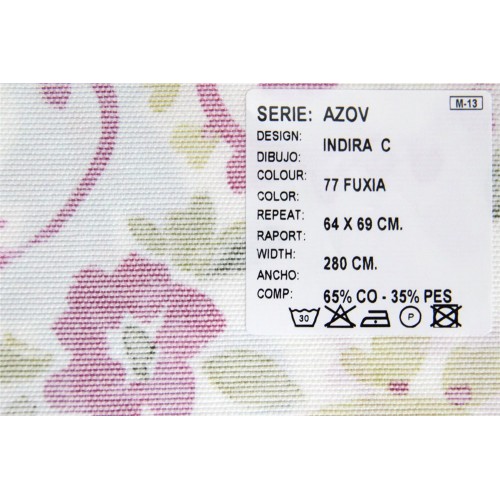 M-13
SERIE: AZOV
DESIGN:
DIBUJO: INDIRA C
COLOUR:
COLOR: 77 FUXIA
REPEAT:
RAPORT: 64 X 69 CM.
WIDTH:
ANCHO: 280 CM.
COMP: 65% CO - 35% PES
30 P